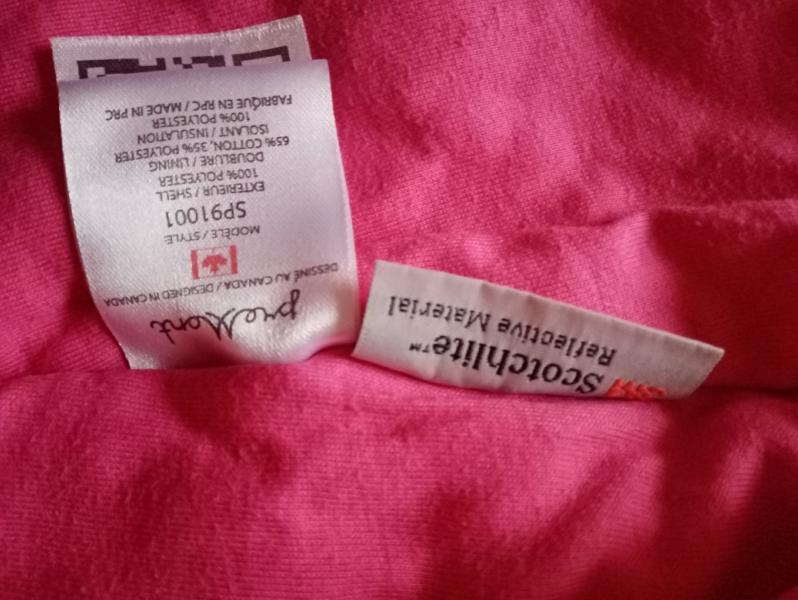 premont
DESSINÉ AU CANADA / DESIGNED IN CANADA
MODÈLE / STYLE:
SP91001
EXTERIEUR / SHELL
100% POLYESTER
DOUBLURE / LINING
65% COTTON, 35% POLYESTER
ISOLANT / INSULATION
100% POLYESTER
FABRIQUÉ EN RPC / MADE IN PRC
3M
Scotchlite™
Reflective Material